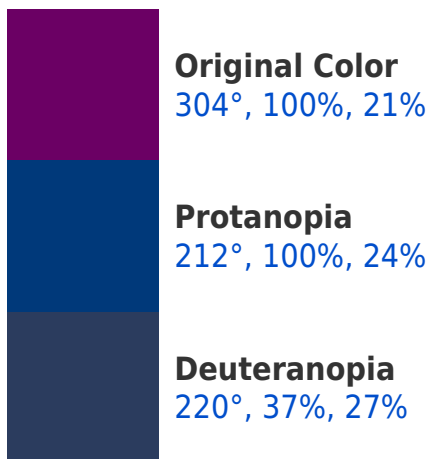 Original Color
304°, 100%, 21%
Protanopia
212°, 100%, 24%
Deuteranopia
220°, 37%, 27%